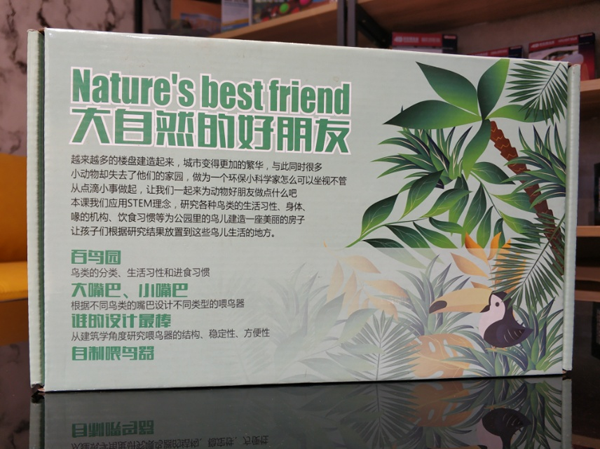 Nature's best friend
大自然的好朋友
越来越多的楼盘建造起来，城市变得更加的繁华，与此同时很多
小动物却失去了他们的家园，做为一个环保小科学家怎么可以坐视不管
从点滴小事做起，让我们一起来为动物好朋友做点什么吧
本课我们应用STEM理念，研究各种鸟类的生活习性、身体、
喙的机构、饮食习惯等为公园里的鸟儿建造一座美丽的房子
让孩子们根据研究结果放置到这些鸟儿生活的地方。
百鸟园
鸟类的分类、生活习性和进食习惯
大嘴巴、小嘴巴
根据不同鸟类的嘴巴设计不同类型的喂鸟器
谁的设计最棒
从建筑学角度研究喂鸟器的结构、稳定性、方便性
自制喂鸟器